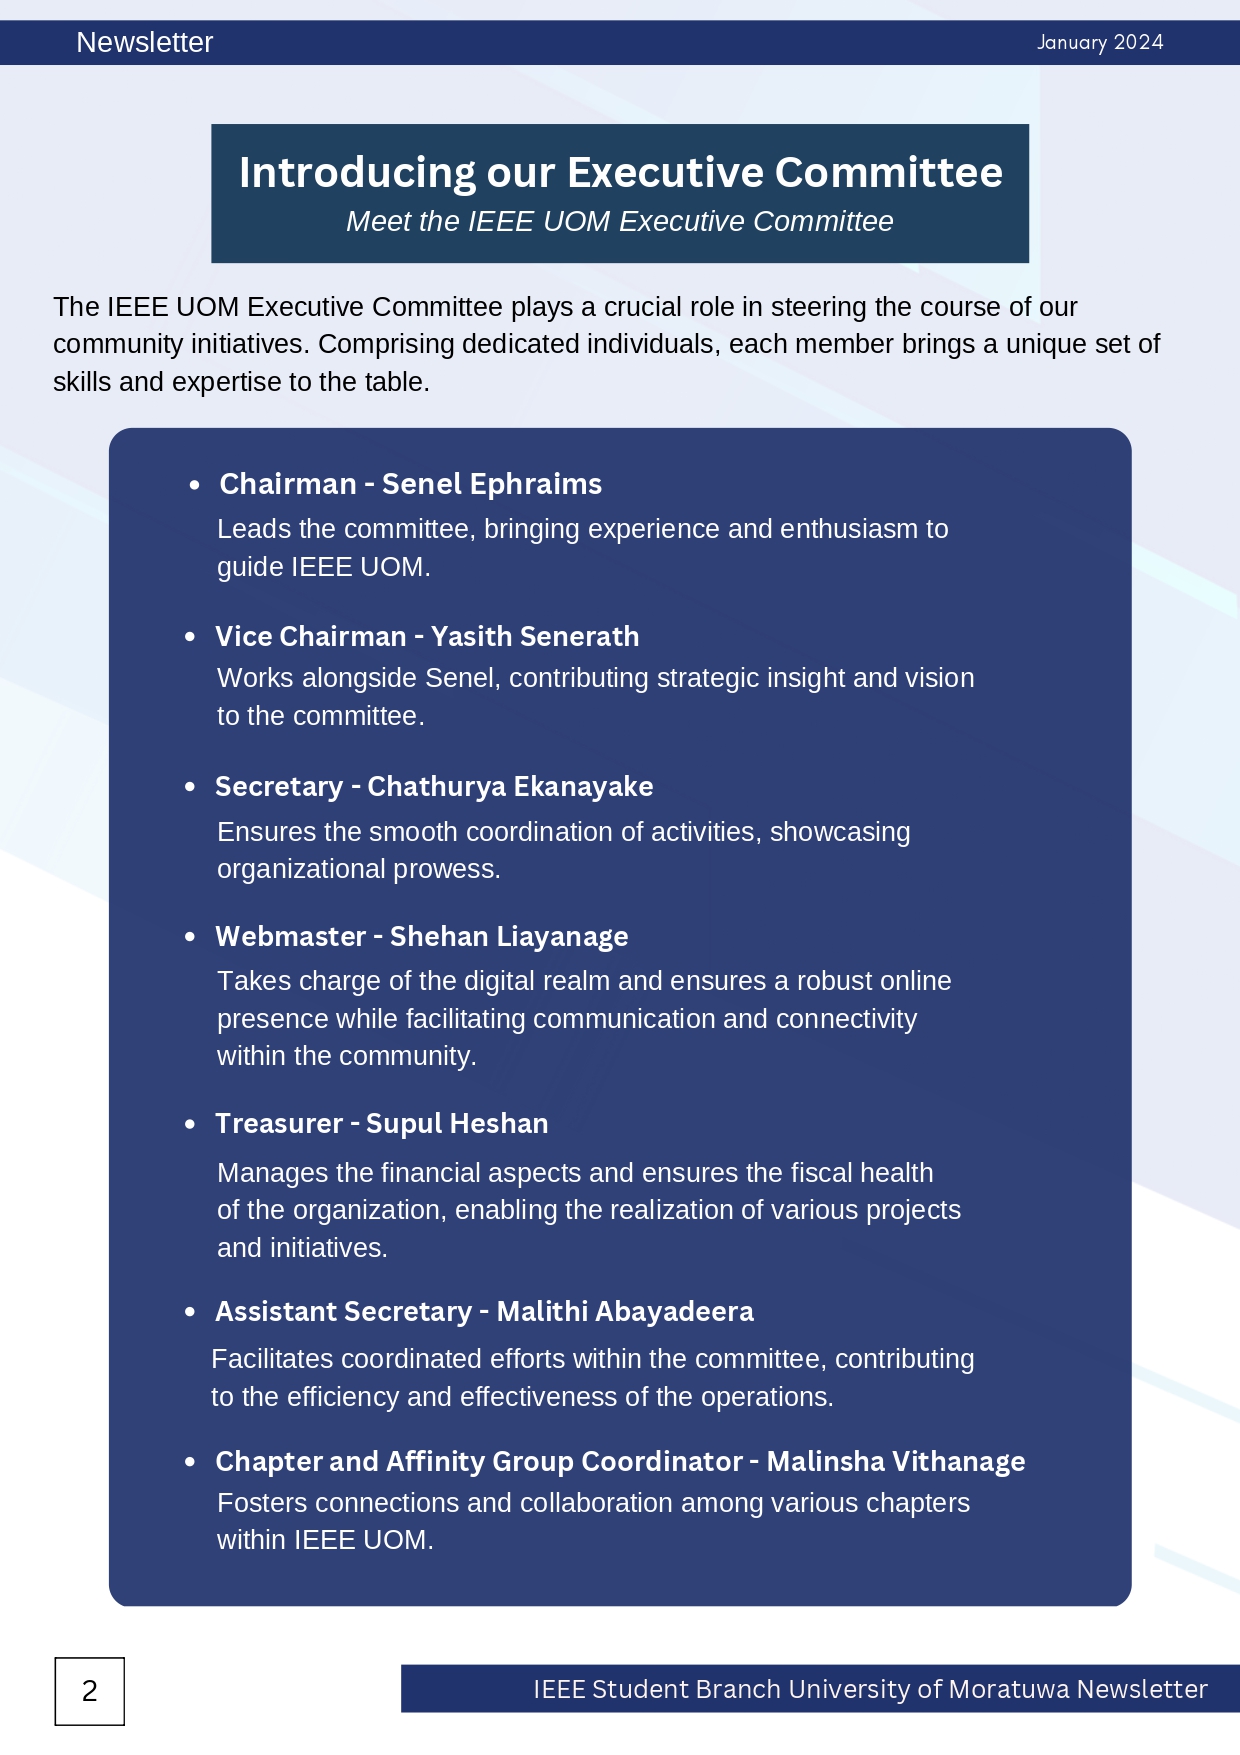 Newsletter
January 2024
Introducing our Executive Committee
Meet the IEEE UOM Executive Committee
The IEEE UOM Executive Committee plays a crucial role in steering the course of our
community initiatives. Comprising dedicated individuals, each member brings a unique set of
skills and expertise to the table.
• Chairman - Senel Ephraims
Leads the committee, bringing experience and enthusiasm to
guide IEEE UOM.
• Vice Chairman - Yasith Senerath
Works alongside Senel, contributing strategic insight and vision
to the committee.
• Secretary - Chathurya Ekanayake
Ensures the smooth coordination of activities, showcasing
organizational prowess.
• Webmaster - Shehan Liayanage
Takes charge of the digital realm and ensures a robust online
presence while facilitating communication and connectivity
within the community.
• Treasurer - Supul Heshan
Manages the financial aspects and ensures the fiscal health
of the organization, enabling the realization of various projects
and initiatives.
• Assistant Secretary - Malithi Abayadeera
Facilitates coordinated efforts within the committee, contributing
to the efficiency and effectiveness of the operations.
• Chapter and Affinity Group Coordinator - Malinsha Vithanage
Fosters connections and collaboration among various chapters
within IEEE UOM.
2
IEEE Student Branch University of Moratuwa Newsletter